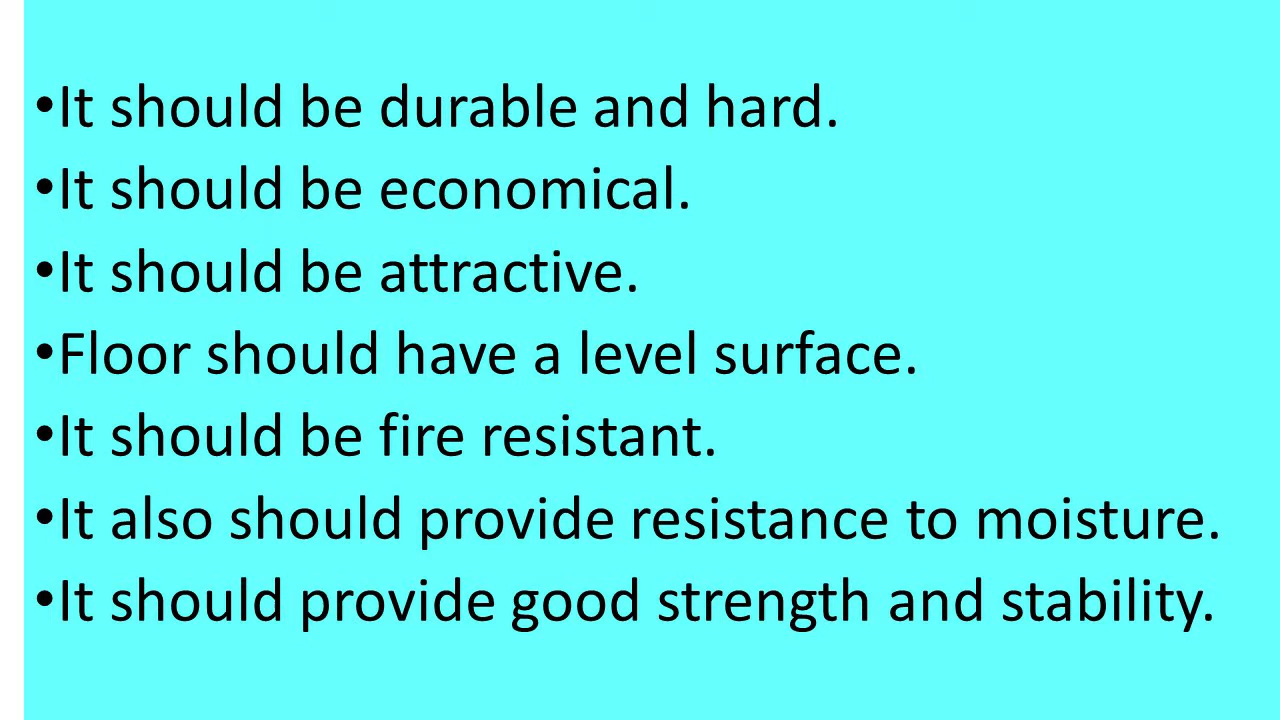 •It should be durable and hard.
•It should be economical.
•It should be attractive.
•Floor should have a level surface.
•It should be fire resistant.
•It also should provide resistance to moisture.
•It should provide good strength and stability.